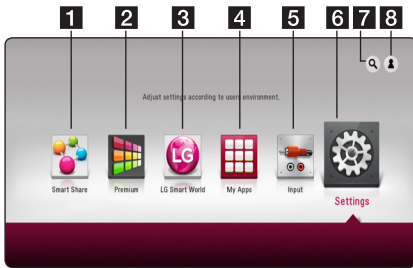 1 2 3 4 5 6 7 8
Adjust settings according to users environment.
LG
Smart Share Premium LG Smart World My Apps Input Settings